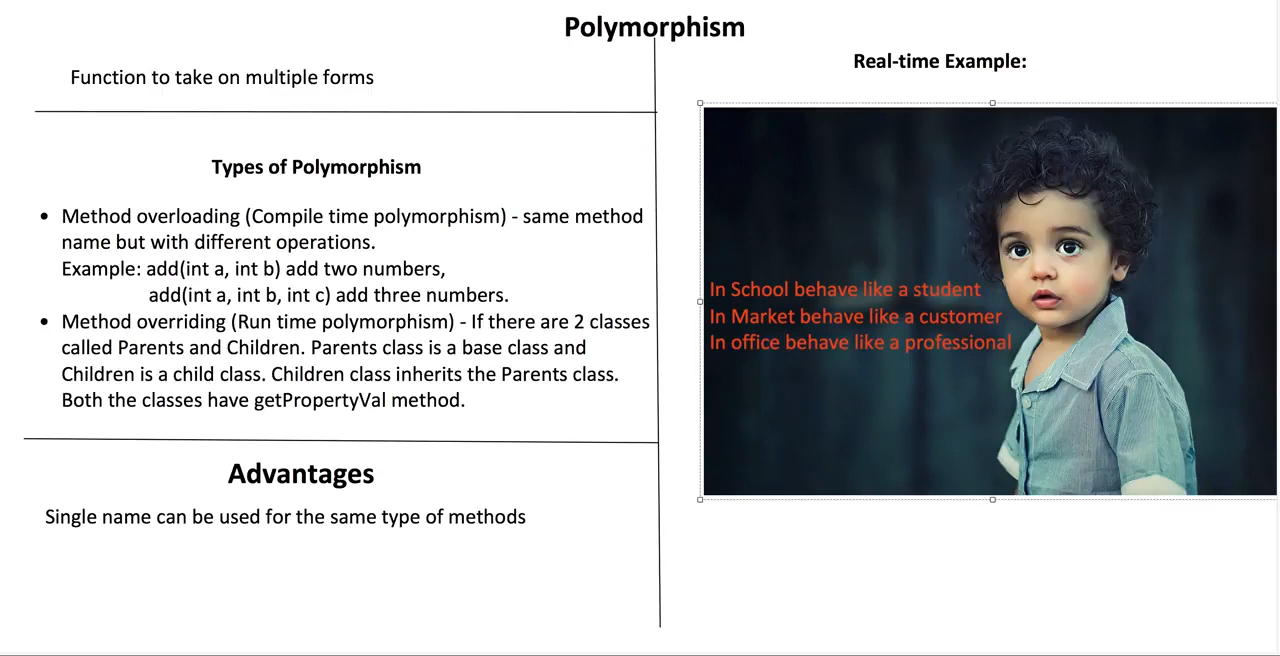 Polymorphism
Function to take on multiple forms
Types of Polymorphism
• Method overloading (Compile time polymorphism) - same method
name but with different operations.
Example: add(int a, int b) add two numbers,
add(int a, int b, int c) add three numbers.
• Method overriding (Run time polymorphism) - If there are 2 classes
called Parents and Children. Parents class is a base class and
Children is a child class. Children class inherits the Parents class.
Both the classes have getPropertyVal method.
Advantages
Single name can be used for the same type of methods
Real-time Example:
In School behave like a student
In Market behave like a customer
In office behave like a professional